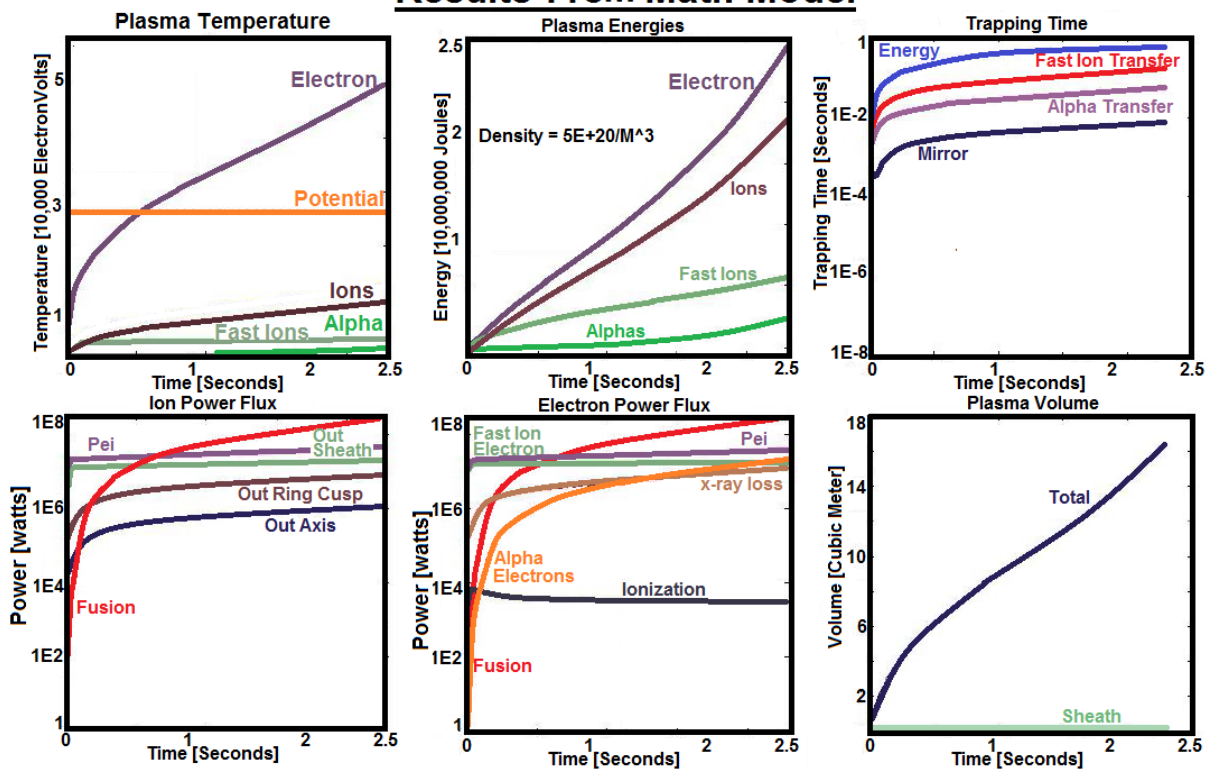 Results From Math Model
Plasma Temperature
Temperature [10,000 ElectronVolts]
5
3
1
Electron
Potential
Ions
Fast Ions
Alpha
0
1
2
2.5
Time [Seconds]
Plasma Energies
Energy [10,000,000 Joules]
2.5
2
1
Electron
Density = 5E+20/M^3
Ions
Fast Ions
Alphas
0
1
2
2.5
Time [Seconds]
Trapping Time
Trapping Time [Seconds]
1
1E-2
1E-4
1E-6
1E-8
Energy
Fast Ion Transfer
Alpha Transfer
Mirror
0
1
2
2.5
Time [Seconds]
Ion Power Flux
Power [watts]
1E8
1E6
1E4
1E2
1
Pei
Out
Sheath
Out Ring Cusp
Out Axis
Fusion
0
1
2
2.5
Time [Seconds]
Electron Power Flux
Power [watts]
1E8
1E6
1E4
1E2
1
Fast Ion
Electron
Pei
x-ray loss
Alpha
Electrons
Ionization
Fusion
0
1
2
2.5
Time [Seconds]
Plasma Volume
Volume [Cubic Meter]
18
14
10
6
2
Total
Sheath
0
1
2
2.5
Time [Seconds]